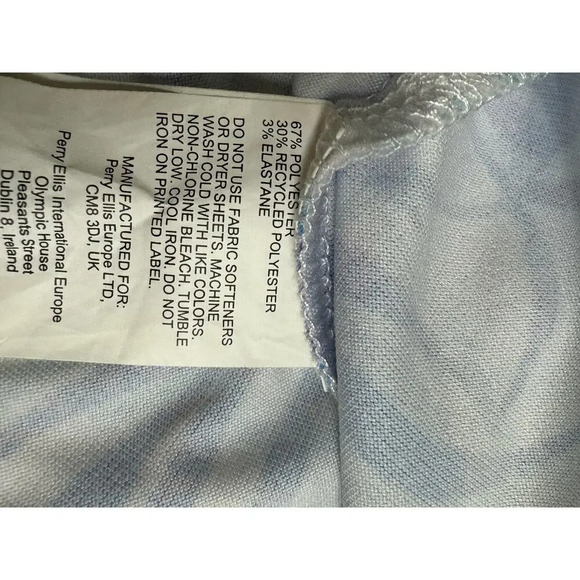 67% POLYESTER
30% RECYCLED POLYESTER
3% ELASTANE
DO NOT USE FABRIC SOFTENERS
OR DRYER SHEETS. MACHINE
WASH COLD WITH LIKE COLORS.
NON-CHLORINE BLEACH. TUMBLE
DRY LOW. COOL IRON. DO NOT
IRON ON PRINTED LABEL.
MANUFACTURED FOR:
Perry Ellis Europe LTD,
CM8 3DJ, UK
Perry Ellis International Europe
Olympic House
Pleasants Street
Dublin 8, Ireland